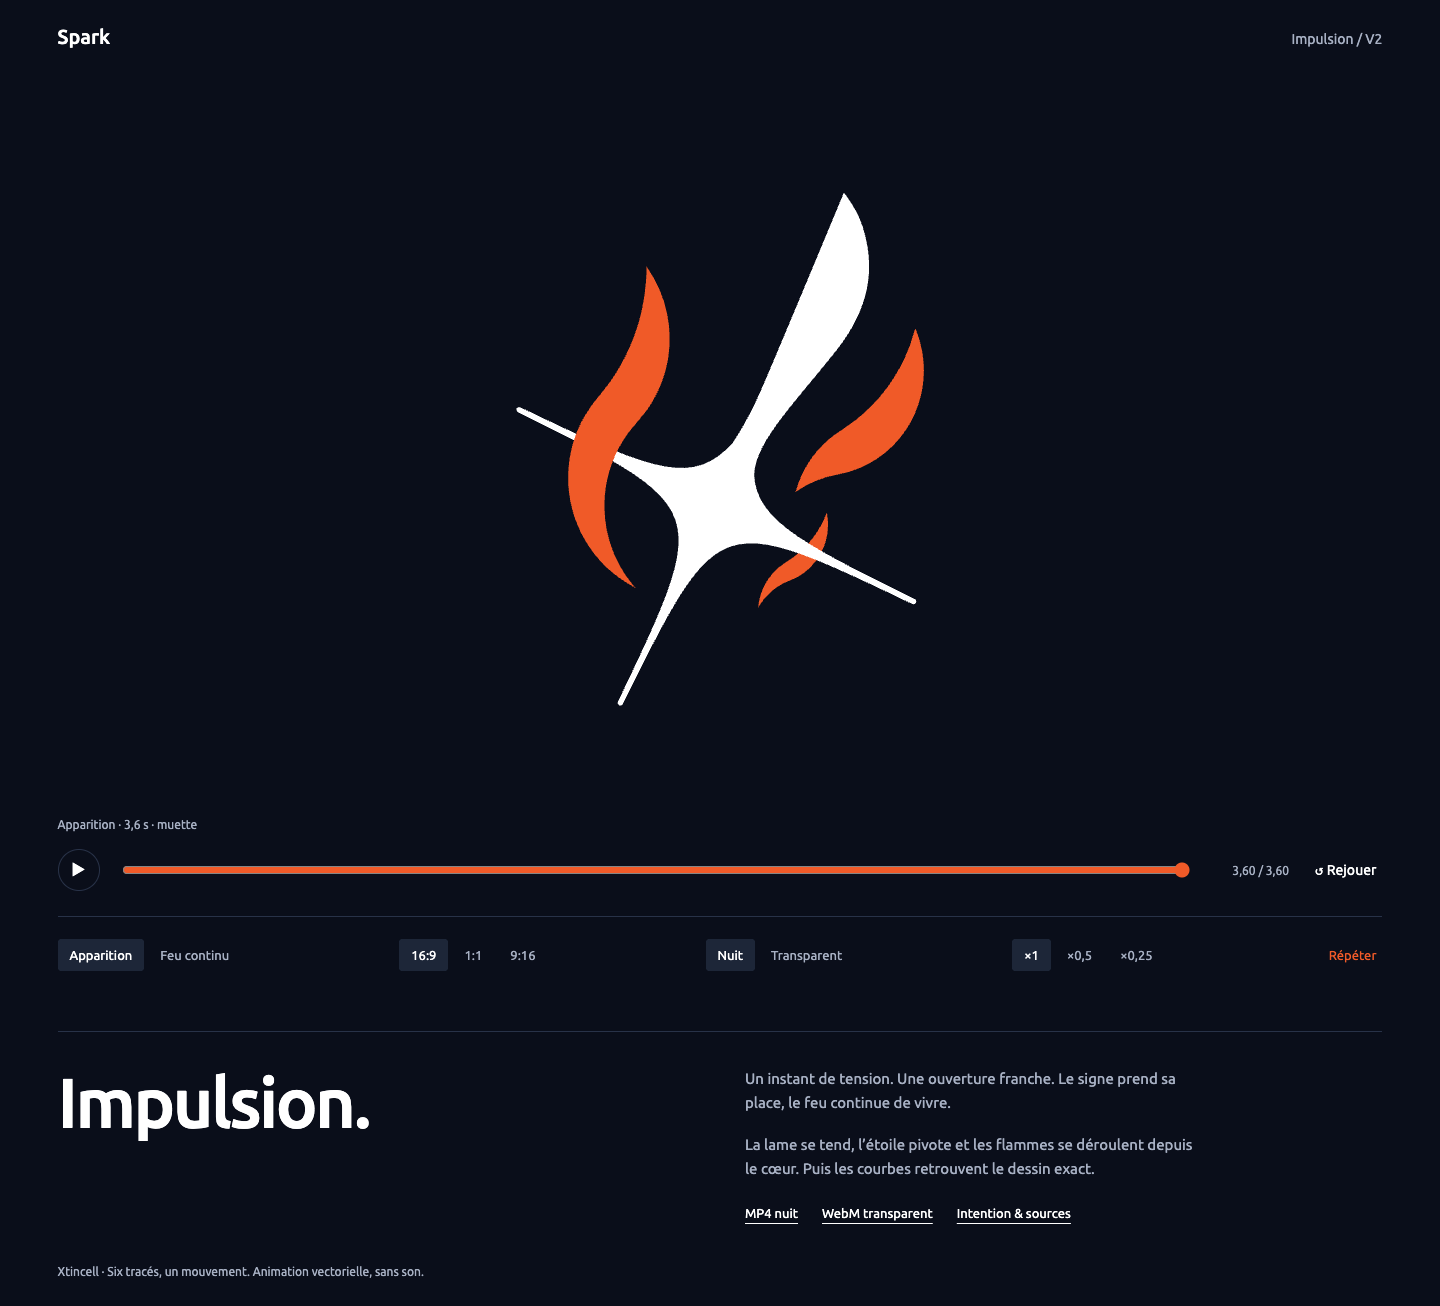 Spark
Impulsion / V2
Apparition · 3,6 s · muette
3,60 / 3,60
↺ Rejouer
Apparition
Feu continu
16:9
1:1
9:16
Nuit
Transparent
×1
×0,5
×0,25
Répéter
Impulsion.
Un instant de tension. Une ouverture franche. Le signe prend sa
place, le feu continue de vivre.
La lame se tend, l’étoile pivote et les flammes se déroulent depuis
le cœur. Puis les courbes retrouvent le dessin exact.
MP4 nuit
WebM transparent
Intention & sources
Xtincell · Six tracés, un mouvement. Animation vectorielle, sans son.